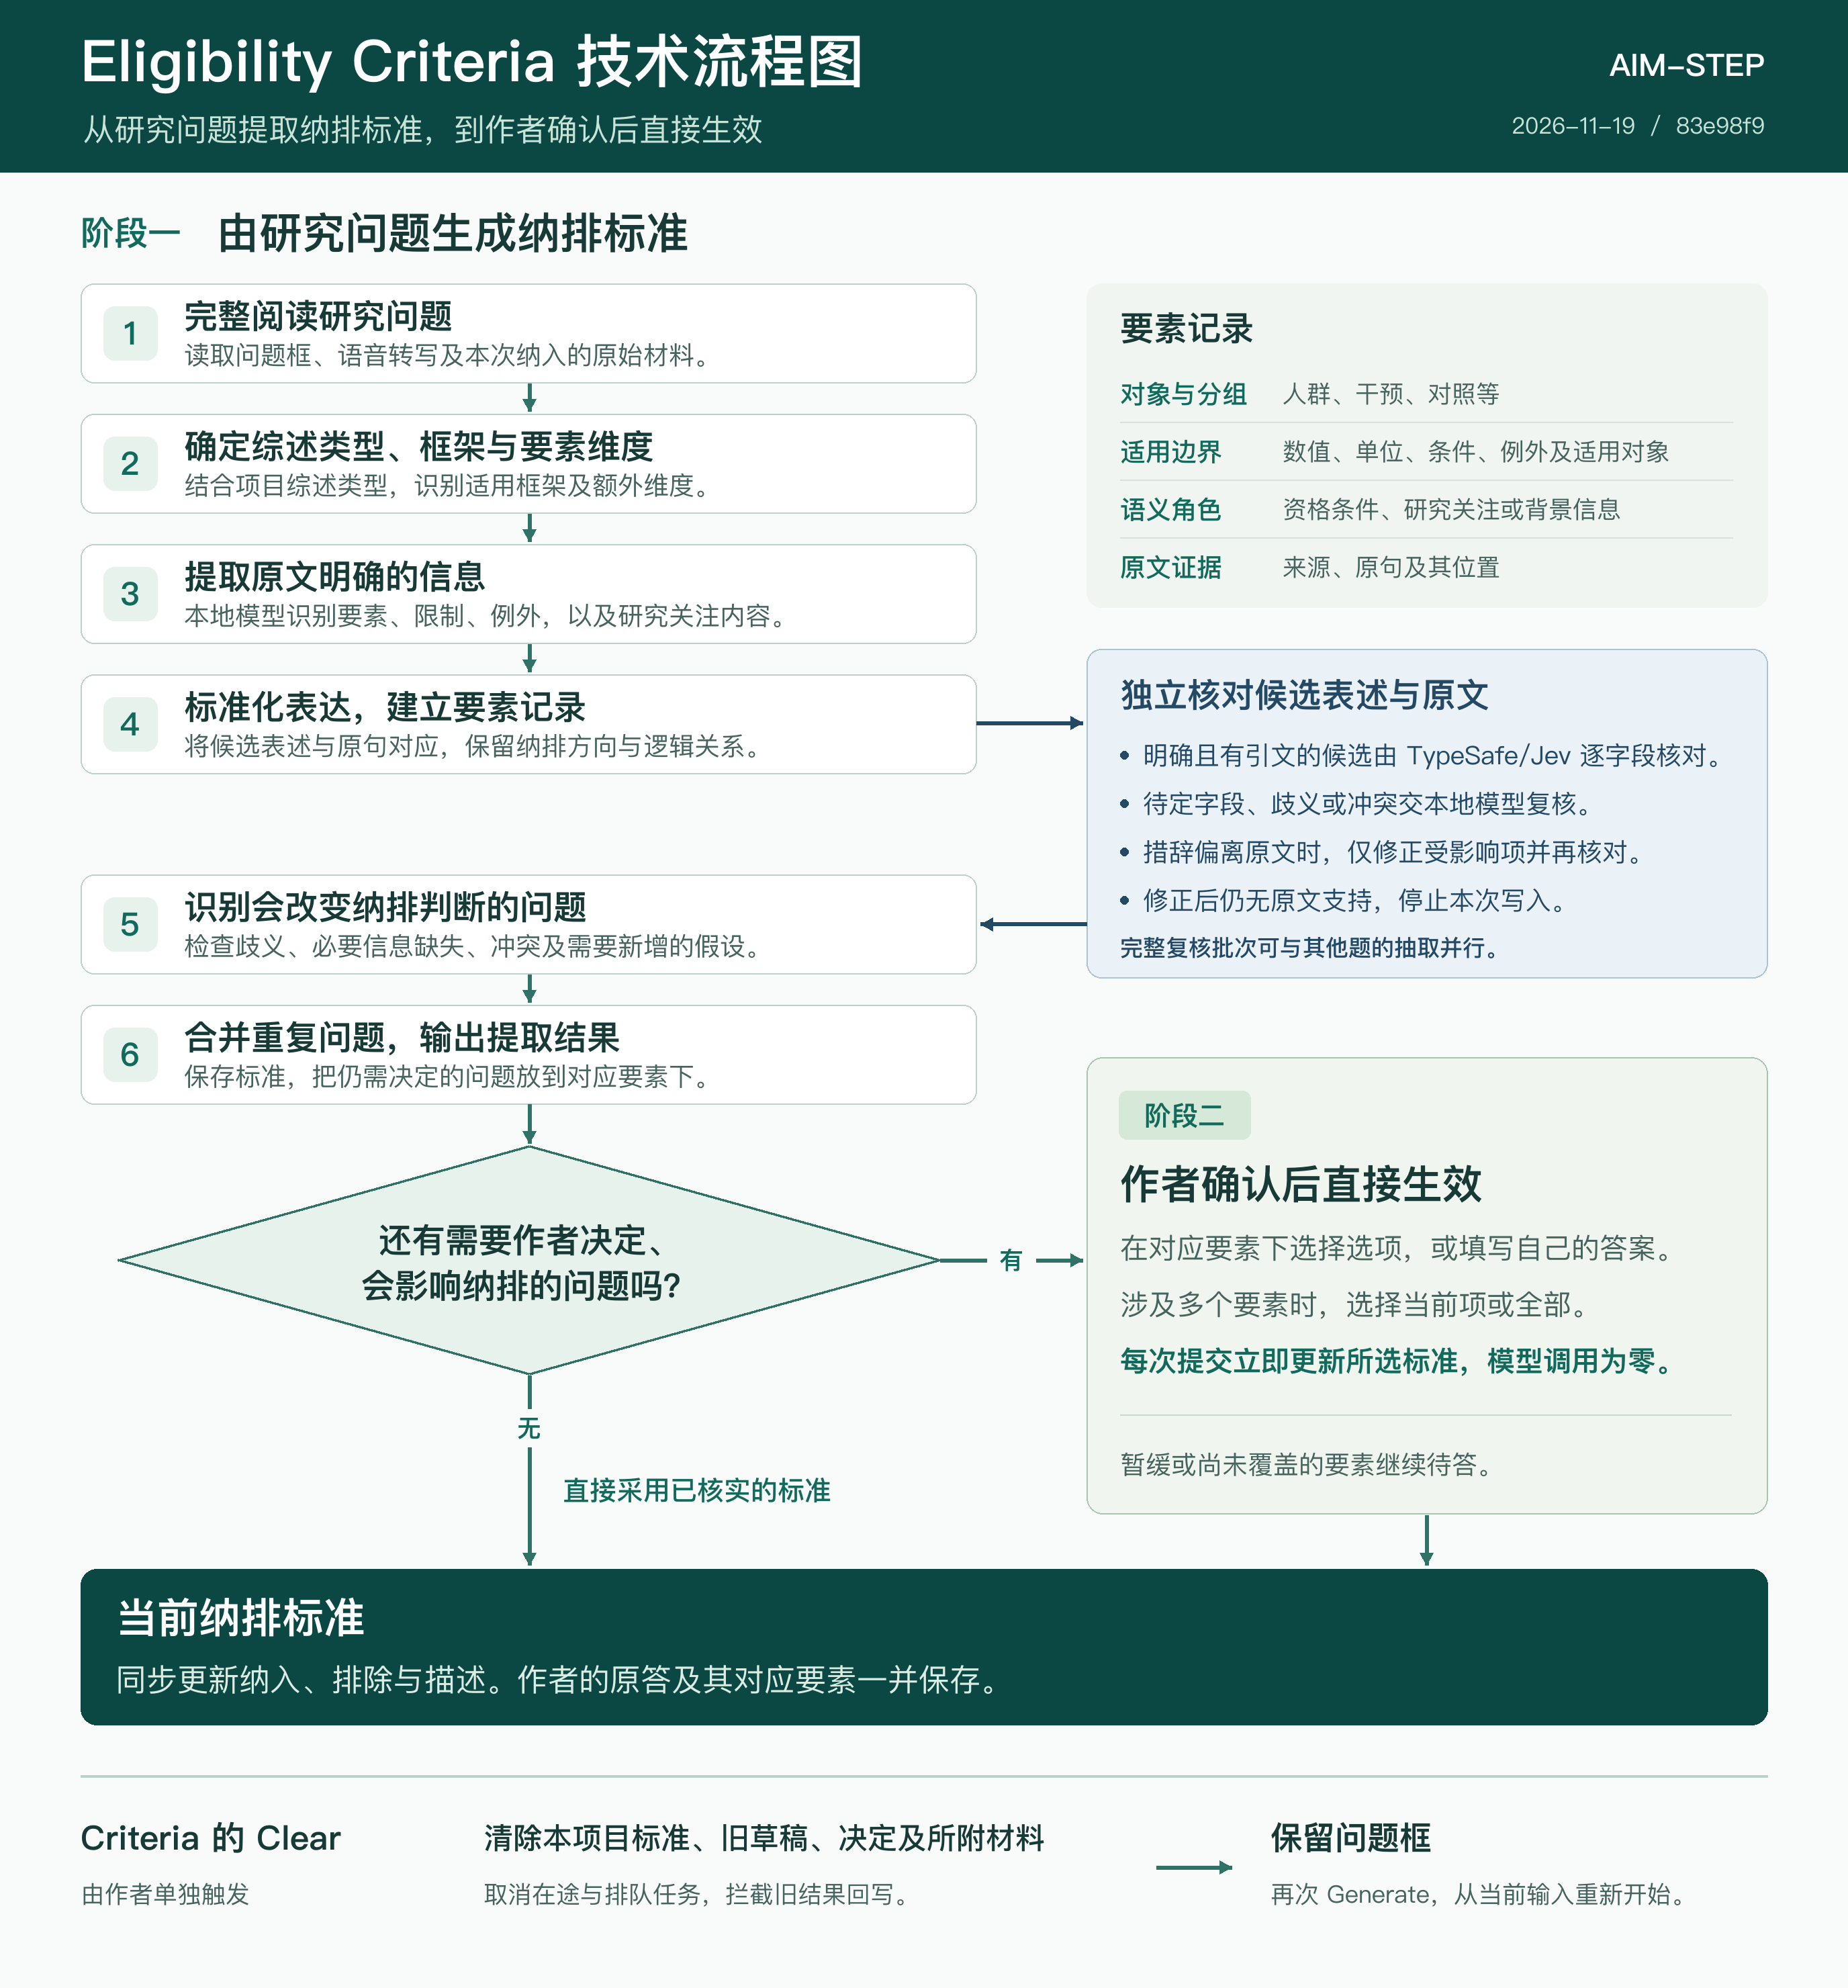 Eligibility Criteria 技术流程图
从研究问题提取纳排标准，到作者确认后直接生效
AIM–STEP
2026–11–19 / 83e98f9
阶段一 由研究问题生成纳排标准
1 完整阅读研究问题
读取问题框、语音转写及本次纳入的原始材料。
2 确定综述类型、框架与要素维度
结合项目综述类型，识别适用框架及额外维度。
3 提取原文明确的信息
本地模型识别要素、限制、例外，以及研究关注内容。
4 标准化表达，建立要素记录
将候选表述与原句对应，保留纳排方向与逻辑关系。
要素记录
对象与分组 人群、干预、对照等
适用边界 数值、单位、条件、例外及适用对象
语义角色 资格条件、研究关注或背景信息
原文证据 来源、原句及其位置
独立核对候选表述与原文
• 明确且有引文的候选由 TypeSafe/Jev 逐字段核对。
• 待定字段、歧义或冲突交本地模型复核。
• 措辞偏离原文时，仅修正受影响项并再核对。
• 修正后仍无原文支持，停止本次写入。
完整复核批次可与其他题的抽取并行。
5 识别会改变纳排判断的问题
检查歧义、必要信息缺失、冲突及需要新增的假设。
6 合并重复问题，输出提取结果
保存标准，把仍需决定的问题放到对应要素下。
还有需要作者决定、
会影响纳排的问题吗？
有
无
直接采用已核实的标准
阶段二
作者确认后直接生效
在对应要素下选择选项，或填写自己的答案。
涉及多个要素时，选择当前项或全部。
每次提交立即更新所选标准，模型调用为零。
暂缓或尚未覆盖的要素继续待答。
当前纳排标准
同步更新纳入、排除与描述。作者的原答及其对应要素一并保存。
Criteria 的 Clear
由作者单独触发
清除本项目标准、旧草稿、决定及所附材料
取消在途与排队任务，拦截旧结果回写。
保留问题框
再次 Generate，从当前输入重新开始。